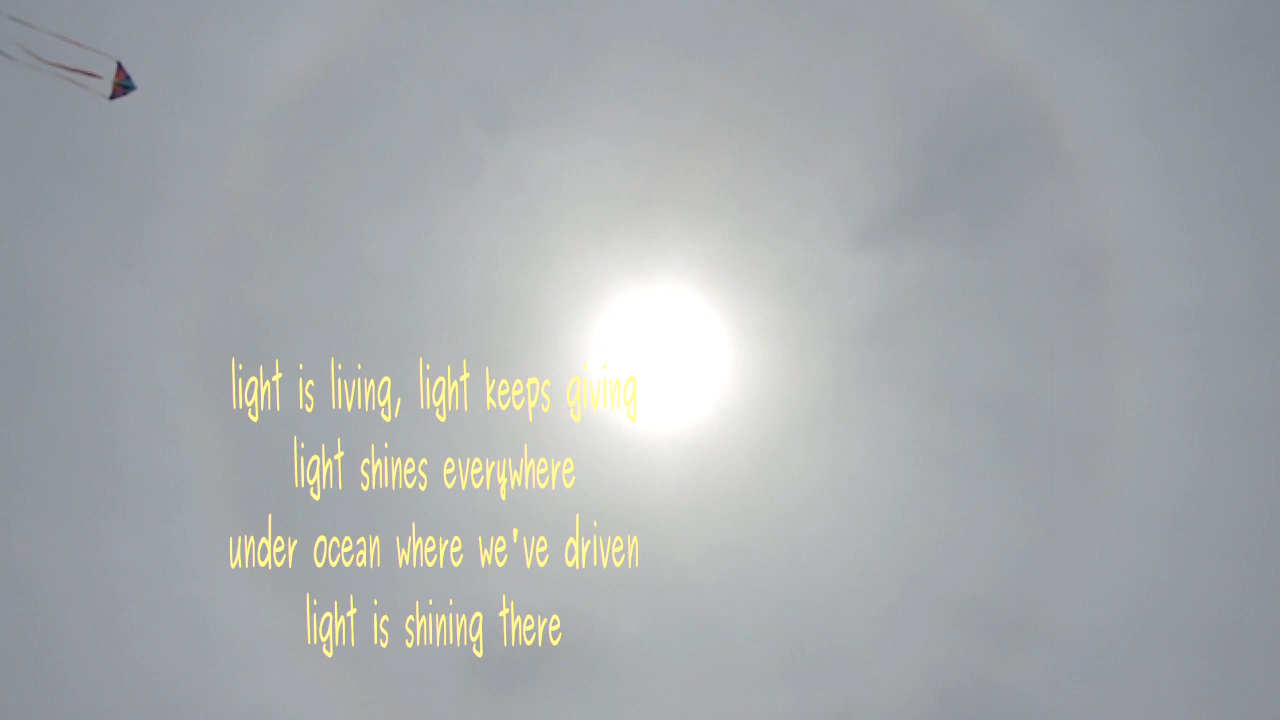 light is living, light keeps giving
light shines everywhere
under ocean where we've driven
light is shining there